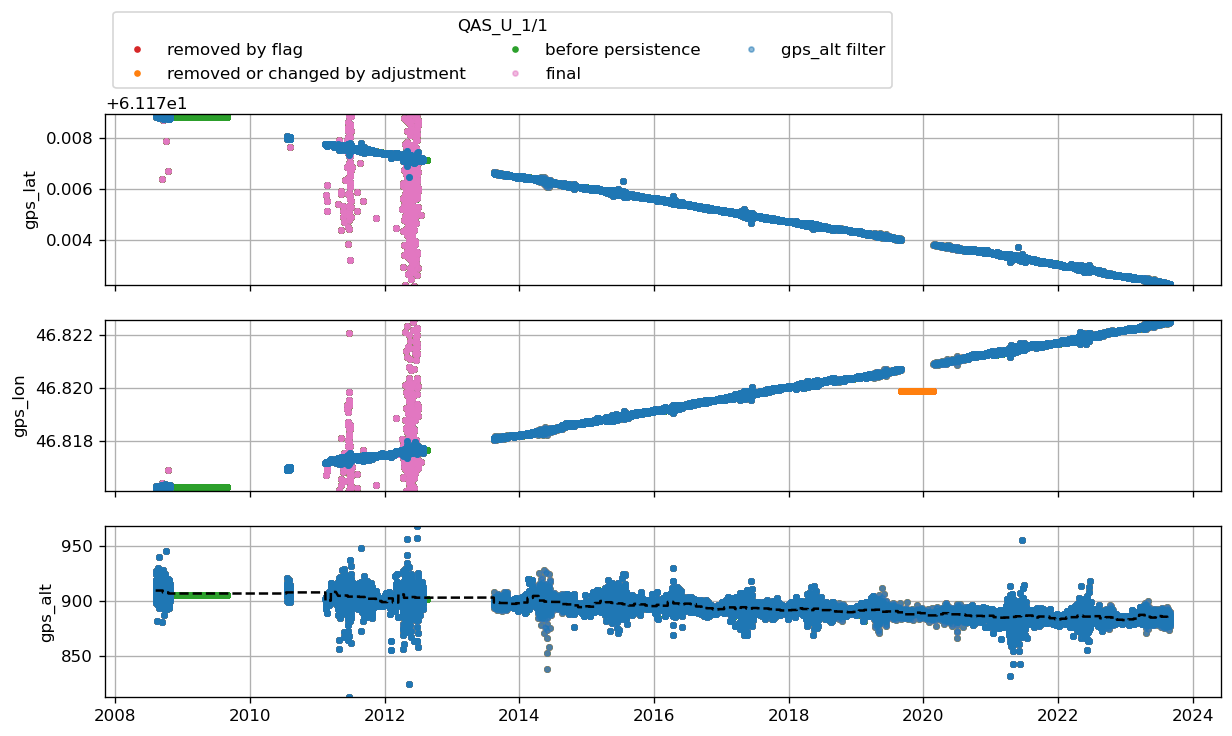 QAS_U_1/1
removed by flag
removed or changed by adjustment
before persistence
final
gps_alt filter
+6.117e1
0.008
0.006
0.004
gps_lat
46.822
46.820
46.818
gps_lon
950
900
850
gps_alt
2008 2010 2012 2014 2016 2018 2020 2022 2024